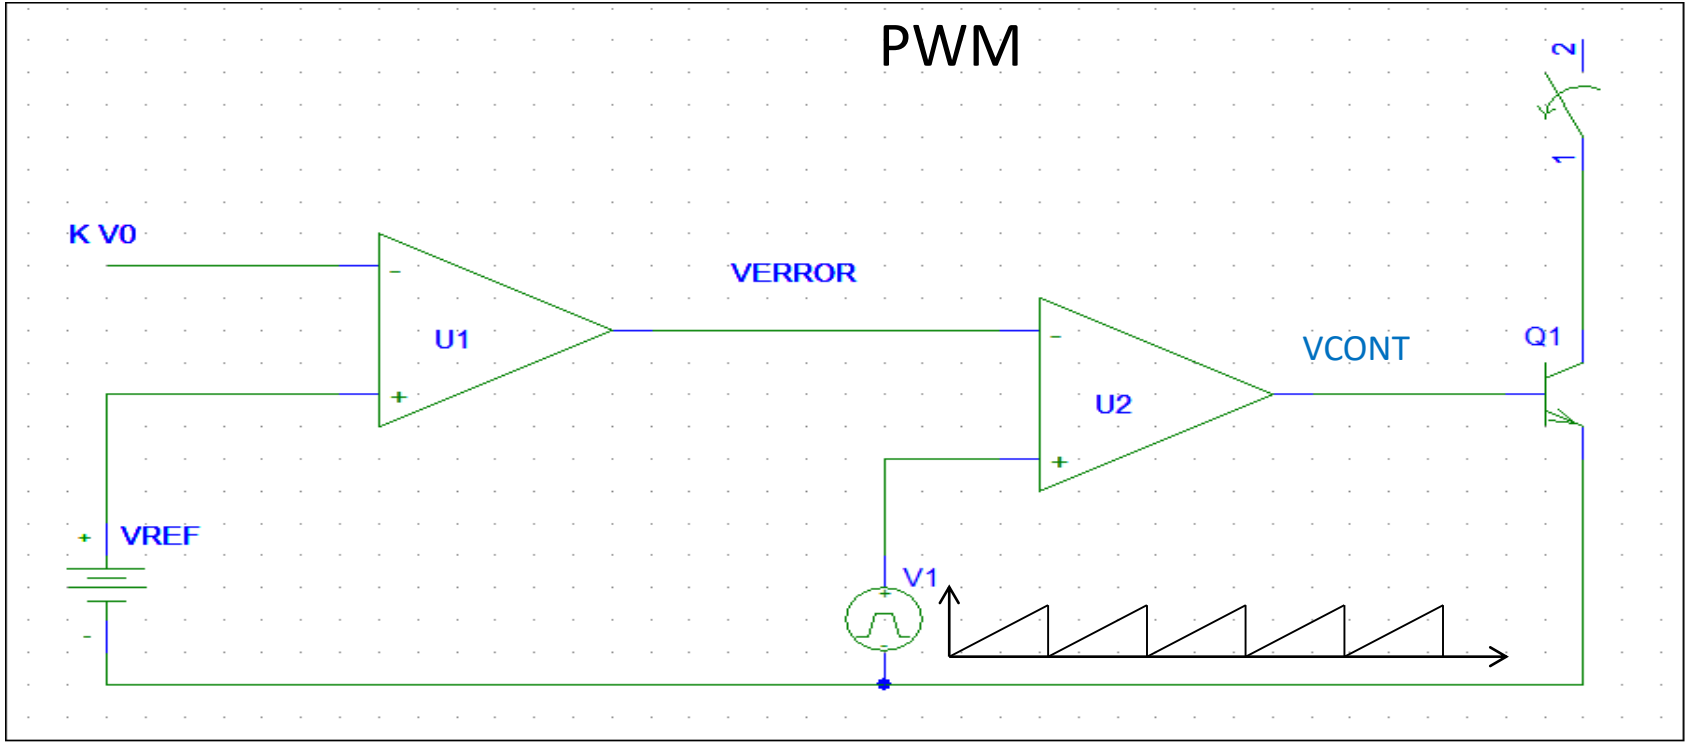 PWM
2
1
K V0
-
U1
+
VERROR
-
U2
+
VCONT
Q1
+
VREF
-
V1
+
-